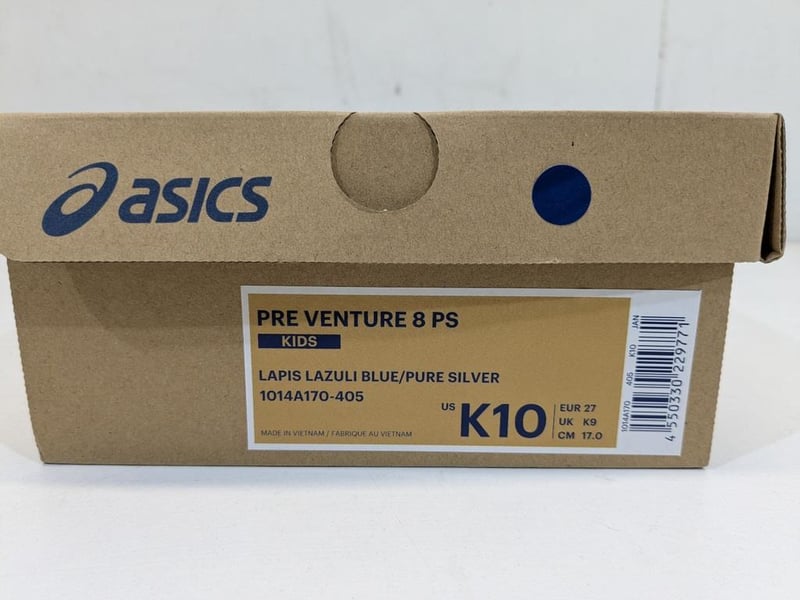 asics
PRE VENTURE 8 PS
KIDS
LAPIS LAZULI BLUE/PURE SILVER
1014A170-405
US K10
EUR 27
UK K9
CM 17.0
MADE IN VIETNAM / FABRIQUE AU VIETNAM
1014A170 405 K10 JAN
4 550330 229771